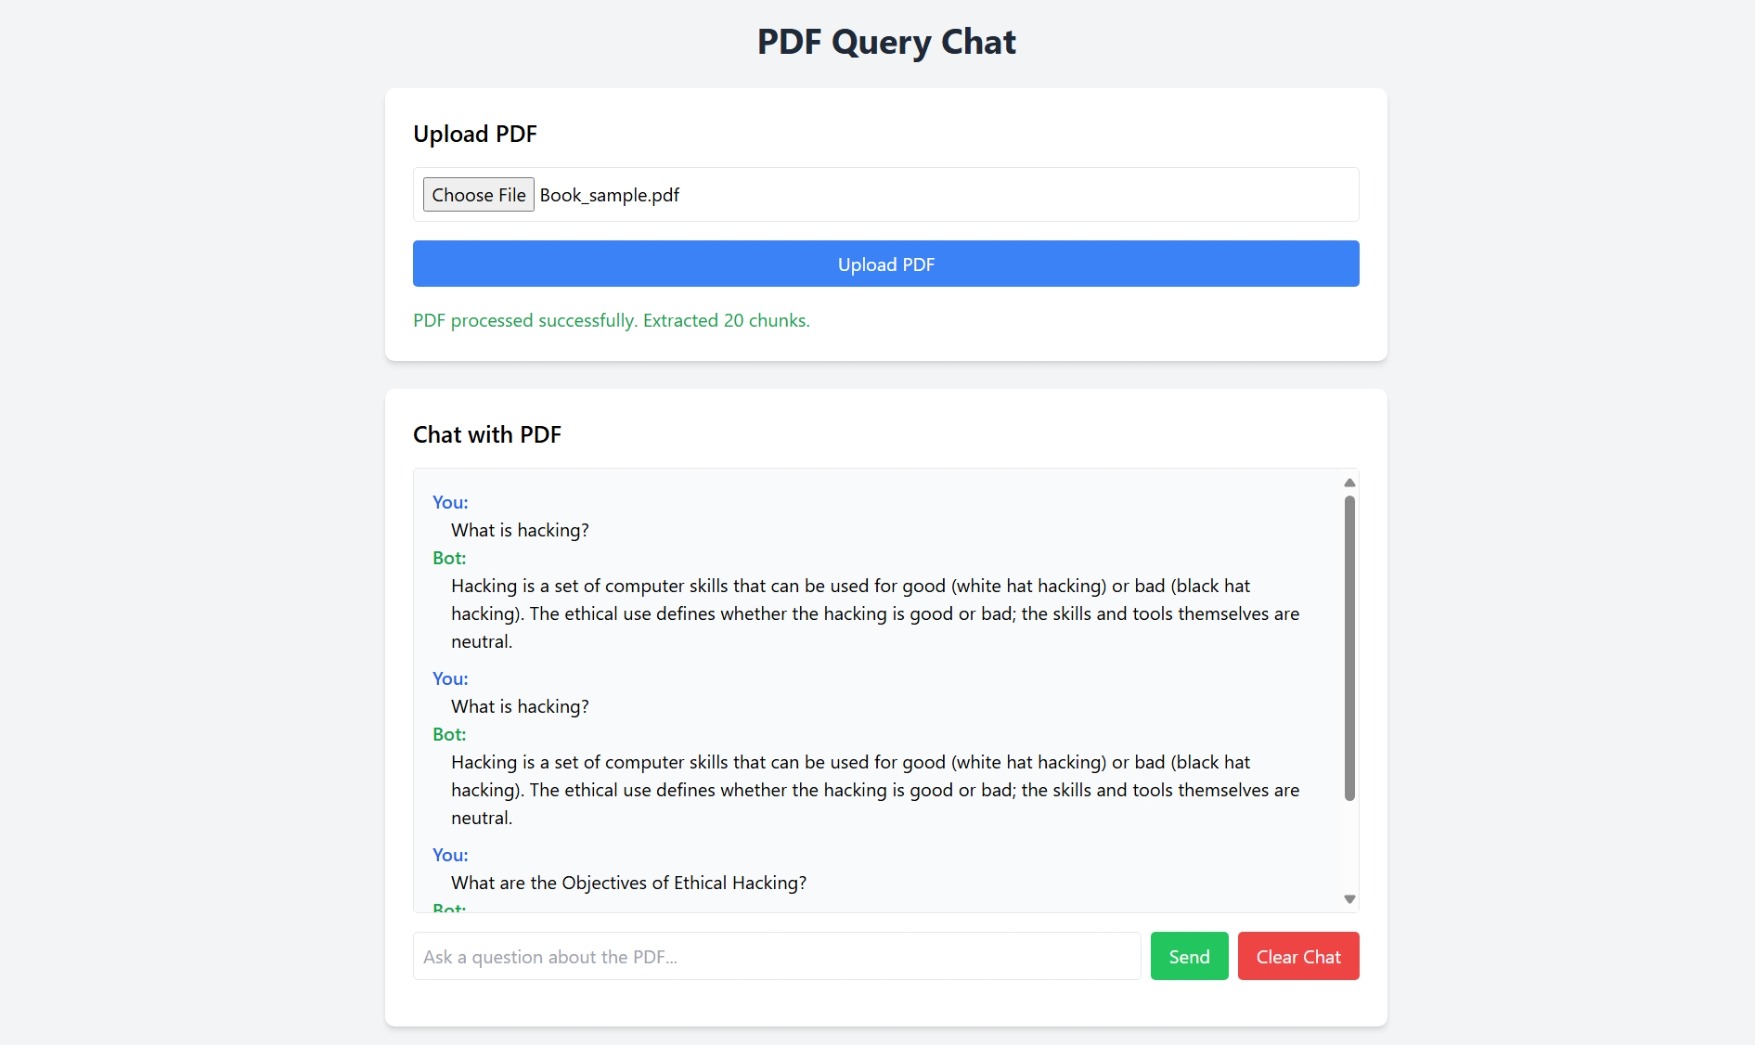 PDF Query Chat
Upload PDF
Choose File Book_sample.pdf
Upload PDF
PDF processed successfully. Extracted 20 chunks.
Chat with PDF
You:
What is hacking?
Bot:
Hacking is a set of computer skills that can be used for good (white hat hacking) or bad (black hat
hacking). The ethical use defines whether the hacking is good or bad; the skills and tools themselves are
neutral.
You:
What is hacking?
Bot:
Hacking is a set of computer skills that can be used for good (white hat hacking) or bad (black hat
hacking). The ethical use defines whether the hacking is good or bad; the skills and tools themselves are
neutral.
You:
What are the Objectives of Ethical Hacking?
Bot:
Ask a question about the PDF...
Send
Clear Chat